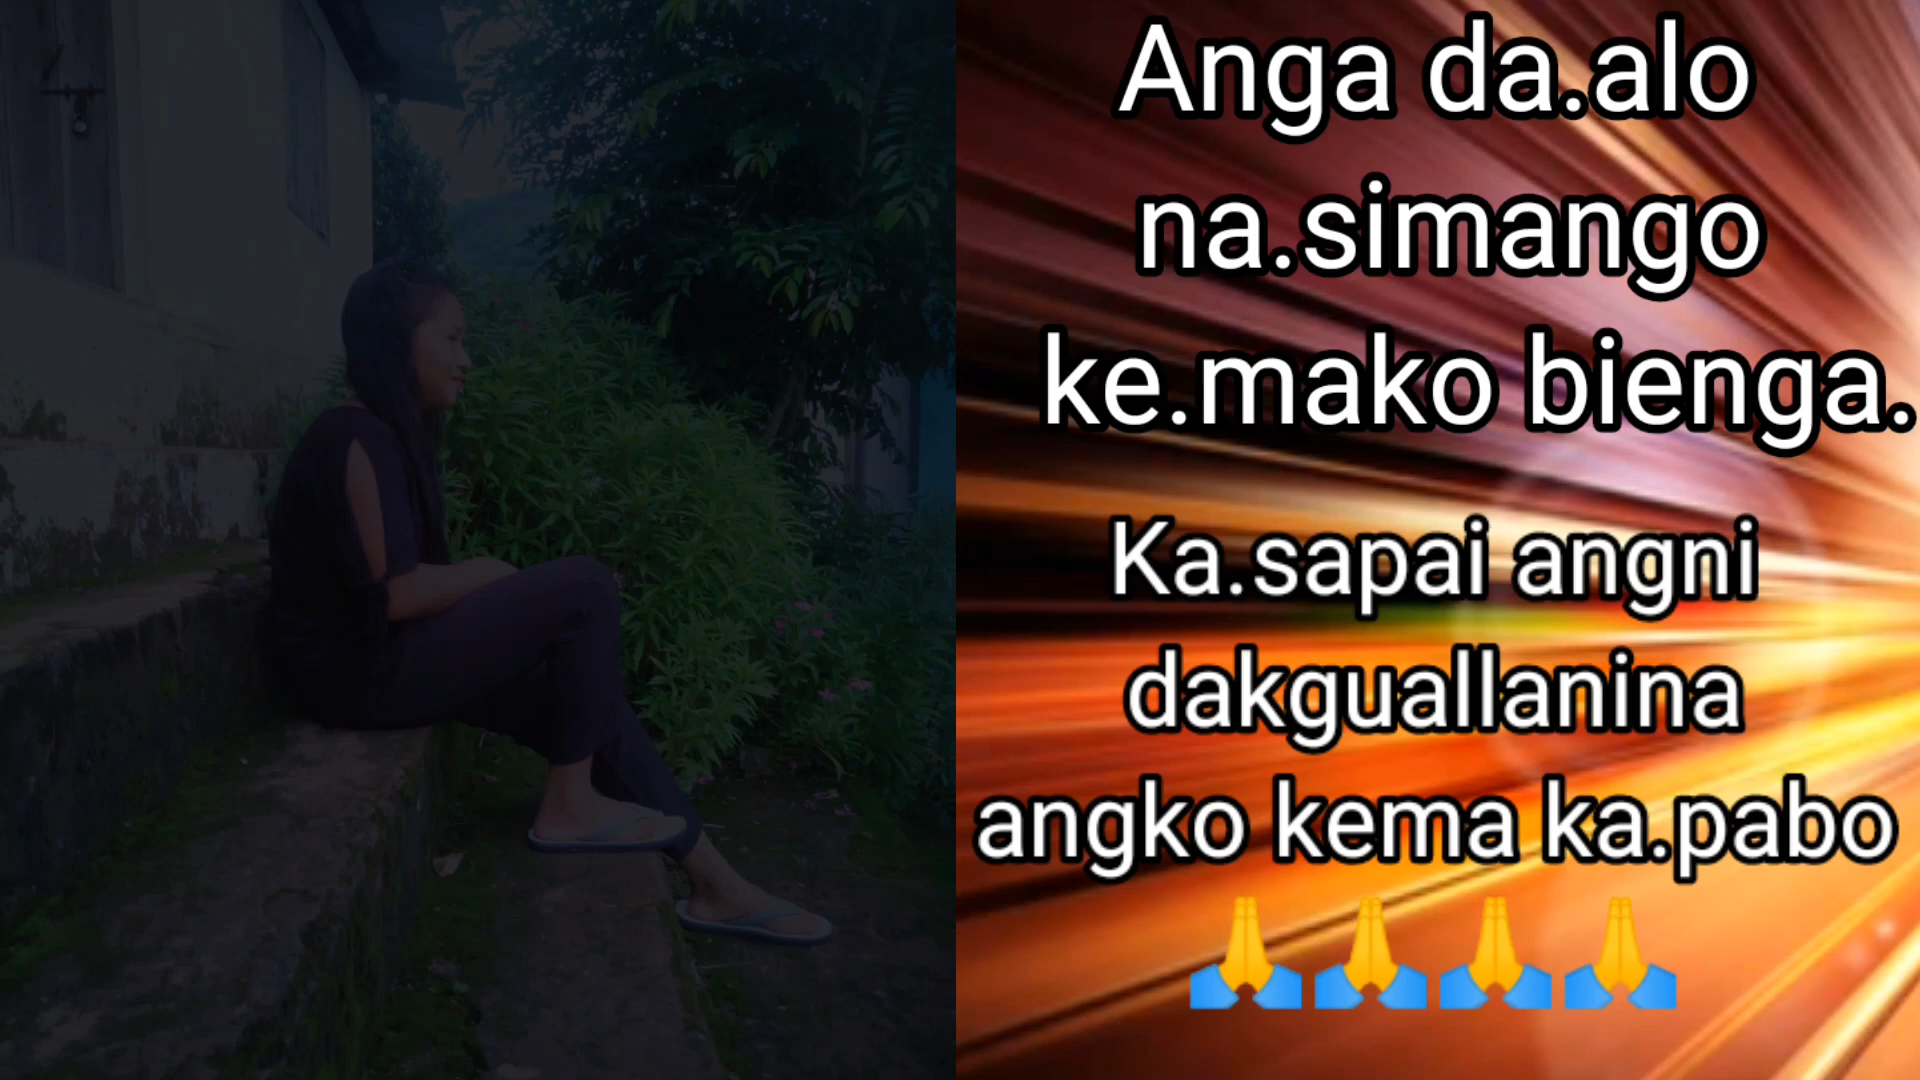 Anga da.alo
na.simango
ke.mako bienga.
Ka.sapai angni
dakguallanina
angko kema ka.pabo
🙏🙏🙏🙏